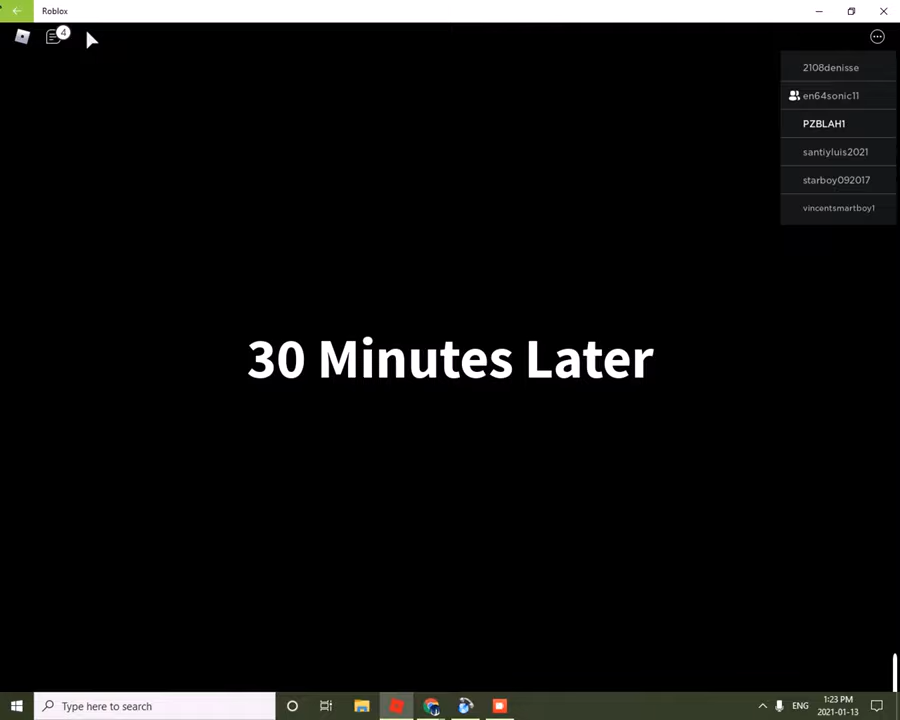 Roblox
4
2108denisse
en64sonic11
PZBLAH1
santiyluis2021
starboy092017
vincentsmartboy1
30 Minutes Later
Type here to search
ENG
1:23 PM
2021-01-13